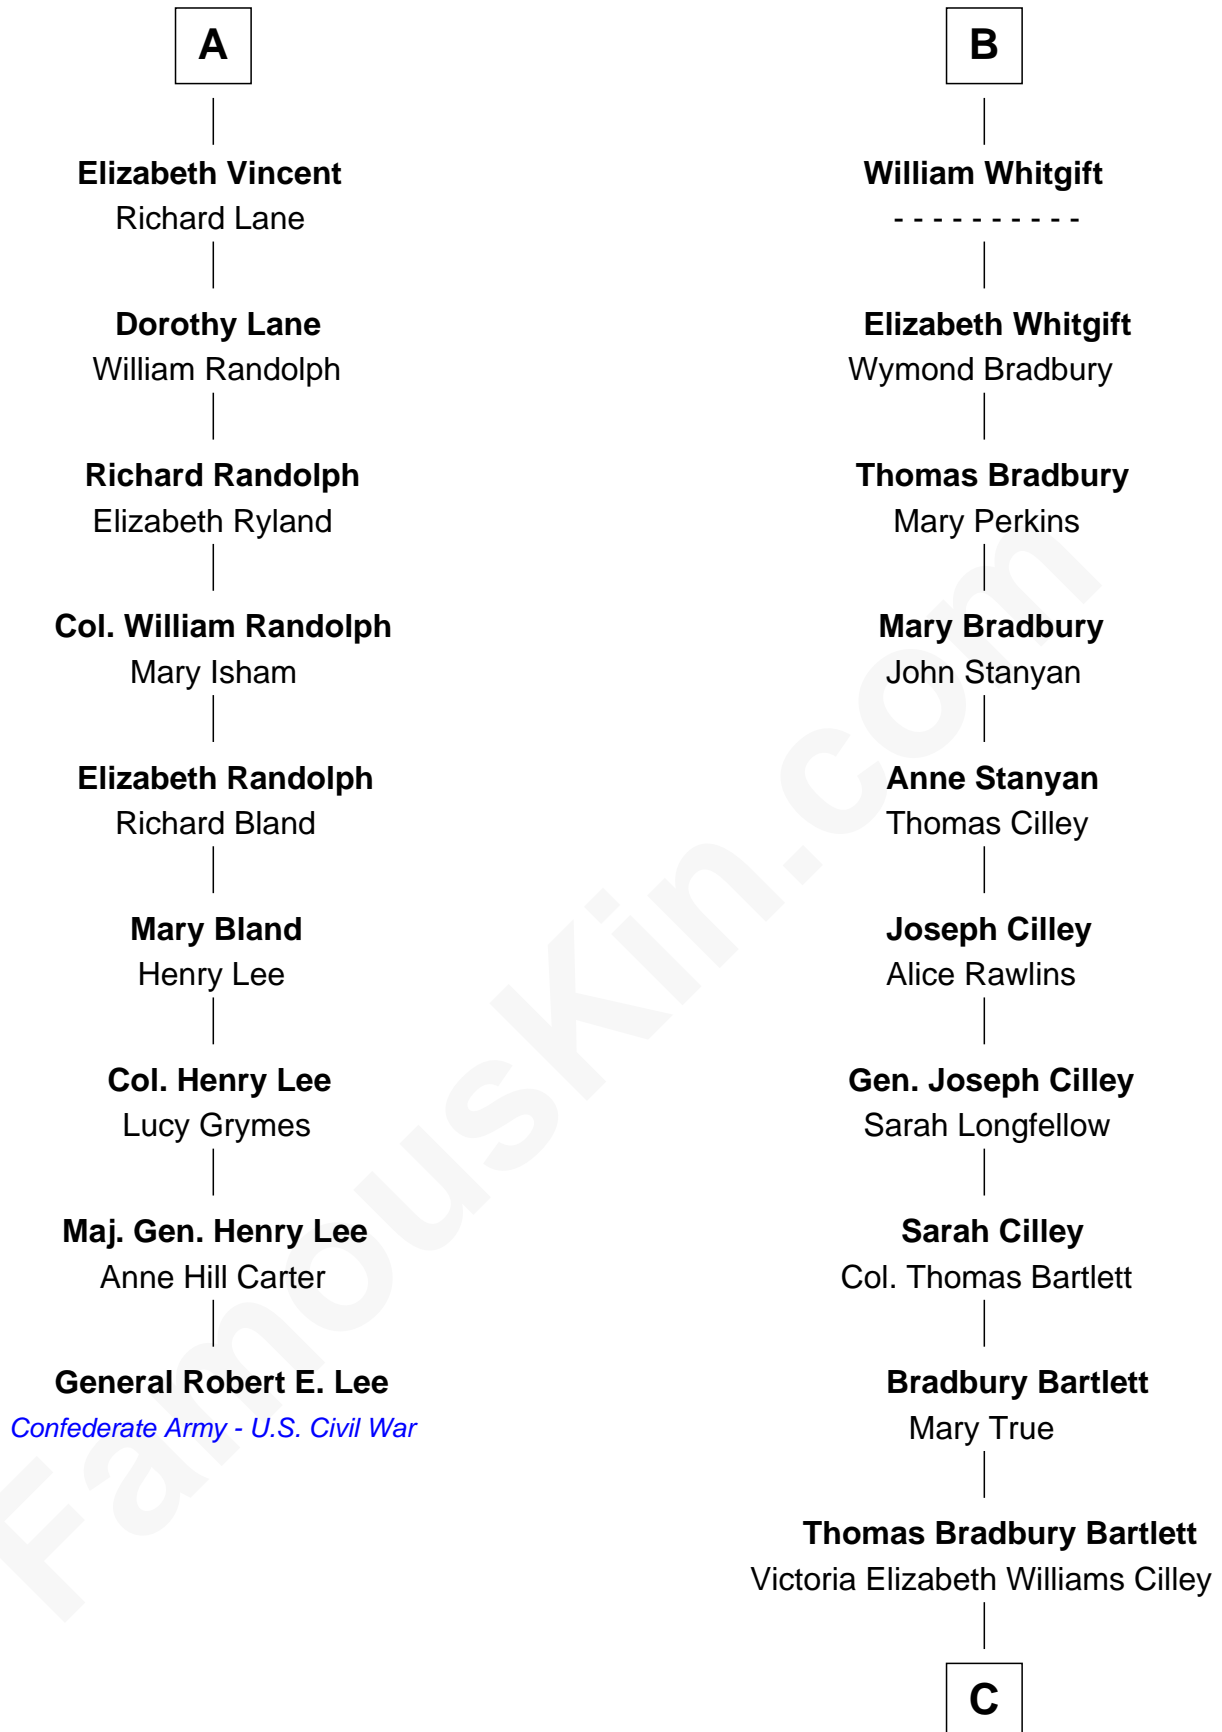 A
Elizabeth Vincent
Richard Lane
Dorothy Lane
William Randolph
Richard Randolph
Elizabeth Ryland
Col. William Randolph
Mary Isham
Elizabeth Randolph
Richard Bland
Mary Bland
Henry Lee
Col. Henry Lee
Lucy Grymes
Maj. Gen. Henry Lee
Anne Hill Carter
General Robert E. Lee
Confederate Army - U.S. Civil War
B
William Whitgift
- - - - - - - - - -
Elizabeth Whitgift
Wymond Bradbury
Thomas Bradbury
Mary Perkins
Mary Bradbury
John Stanyan
Anne Stanyan
Thomas Cilley
Joseph Cilley
Alice Rawlins
Gen. Joseph Cilley
Sarah Longfellow
Sarah Cilley
Col. Thomas Bartlett
Bradbury Bartlett
Mary True
Thomas Bradbury Bartlett
Victoria Elizabeth Williams Cilley
C
FamousKin.com